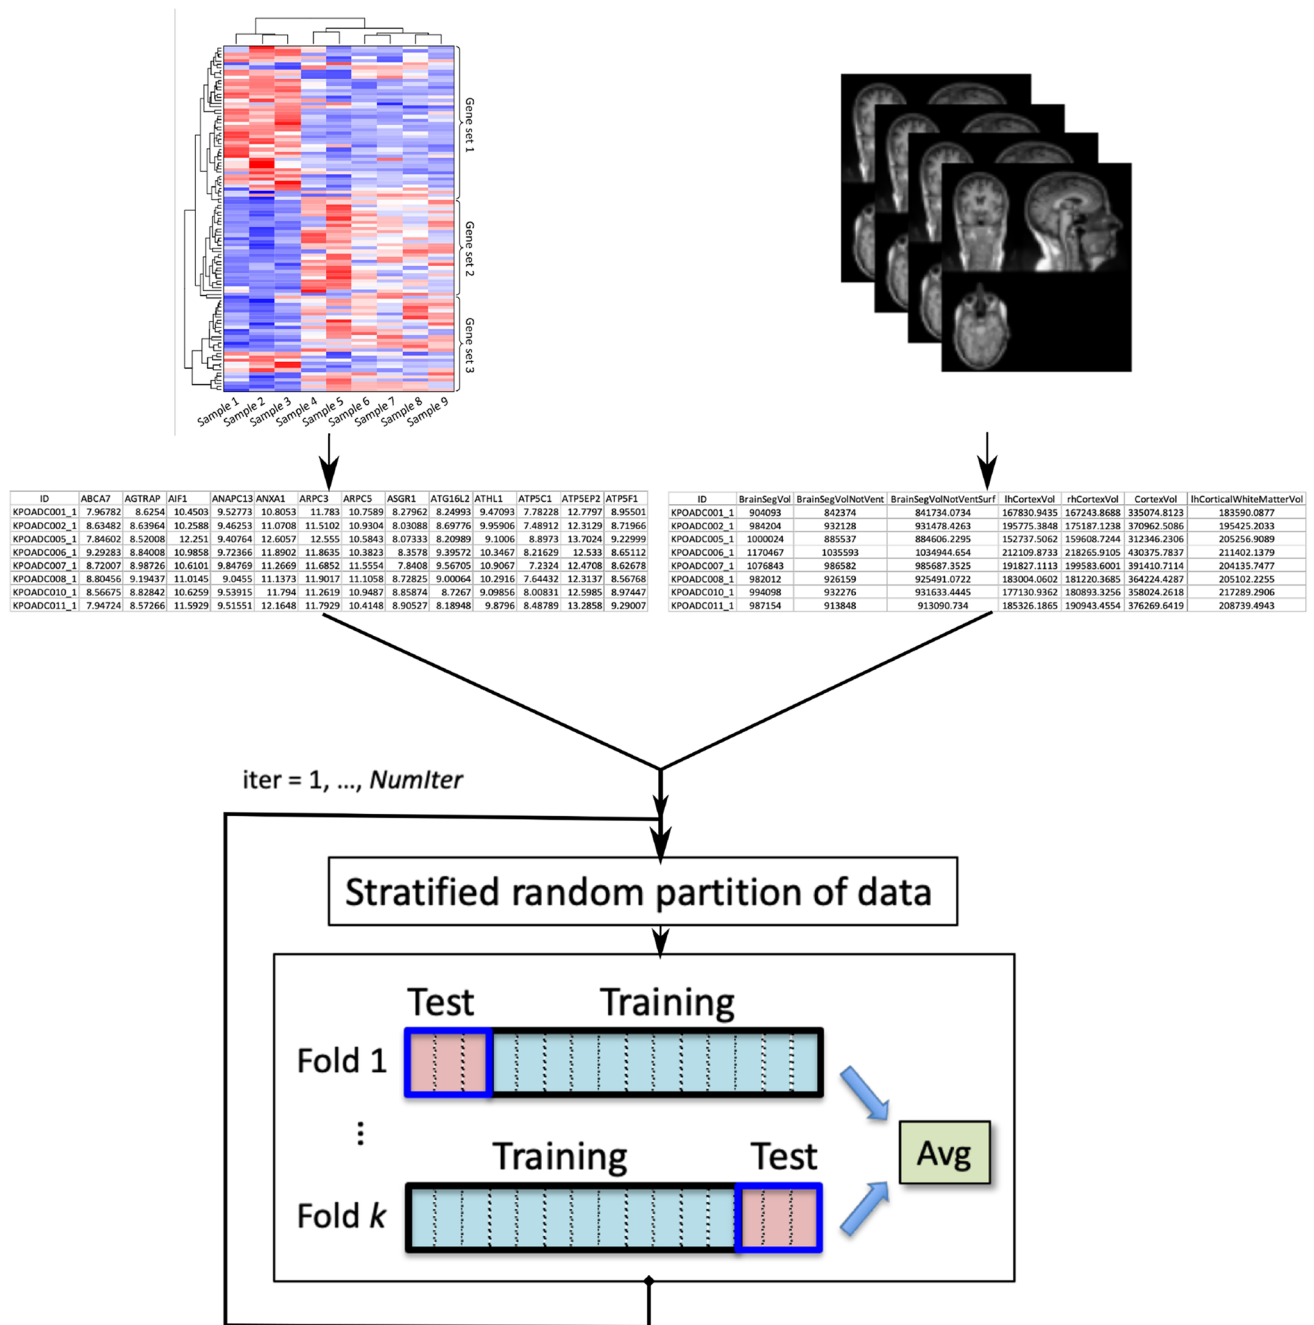 Gene set 1
Gene set 2
Gene set 3
Sample 1 Sample 2 Sample 3 Sample 4 Sample 5 Sample 6 Sample 7 Sample 8 Sample 9
ID ABCA7 AGTRAP AIF1 ANAPC13 ANXA1 ARPC3 ARPC5 ASGR1 ATG16L2 ATHL1 ATP5C1 ATP5EP2 ATP5F1
KPOADC001_1 7.96782 8.6254 10.4503 9.52773 10.8053 11.783 10.7589 8.27962 8.24993 9.47093 7.78228 12.7797 8.95501
KPOADC002_1 8.63482 8.63964 10.2588 9.46253 11.0708 11.5102 10.9304 8.03088 8.69776 9.95906 7.48912 12.3129 8.71966
KPOADC005_1 7.84602 8.52008 12.251 9.40764 12.6057 12.555 10.5843 8.07333 8.20989 9.1006 8.8973 13.7024 9.22999
KPOADC006_1 9.29283 8.84008 10.9858 9.72366 11.8902 11.8635 10.3823 8.3578 9.39572 10.3467 8.21629 12.533 8.65112
KPOADC007_1 8.72007 8.98726 10.6101 9.84769 11.2669 11.6852 11.5554 7.8408 9.56705 10.9067 7.2324 12.4708 8.62678
KPOADC008_1 8.80456 9.19437 11.0145 9.0455 11.1373 11.9017 11.1058 8.72825 9.00064 10.2916 7.64432 12.3137 8.56768
KPOADC010_1 8.56675 8.82842 10.6259 9.53915 11.794 11.2619 10.9487 8.85874 8.7267 9.09856 8.00831 12.5985 8.97447
KPOADC011_1 7.94724 8.57266 11.5929 9.51551 12.1648 11.7929 10.4148 8.90527 8.18948 9.8796 8.48789 13.2858 9.29007
ID BrainSegVol BrainSegVolNotVent BrainSegVolNotVentSurf lhCortexVol rhCortexVol CortexVol lhCorticalWhiteMatterVol
KPOADC001_1 904093 842374 841734.0734 167830.9435 167243.8688 335074.8123 183590.0877
KPOADC002_1 984204 932128 931478.4263 195775.3848 175187.1238 370962.5086 195425.2033
KPOADC005_1 1000024 885537 884606.2295 152737.5062 159608.7244 312346.2306 205256.9089
KPOADC006_1 1170467 1035593 1034944.654 212109.8733 218265.9105 430375.7837 211402.1379
KPOADC007_1 1076843 986582 985687.3525 191827.1113 199583.6001 391410.7114 204135.7477
KPOADC008_1 982012 926159 925491.0722 183004.0602 181220.3685 364224.4287 205102.2255
KPOADC010_1 994098 932276 931633.4445 177130.9362 180893.3256 358024.2618 217289.2906
KPOADC011_1 987154 913848 913090.734 185326.1865 190943.4554 376269.6419 208739.4943
iter = 1, ..., NumIter
Stratified random partition of data
Test Training
Fold 1
⋮
Training Test
Fold k
Avg